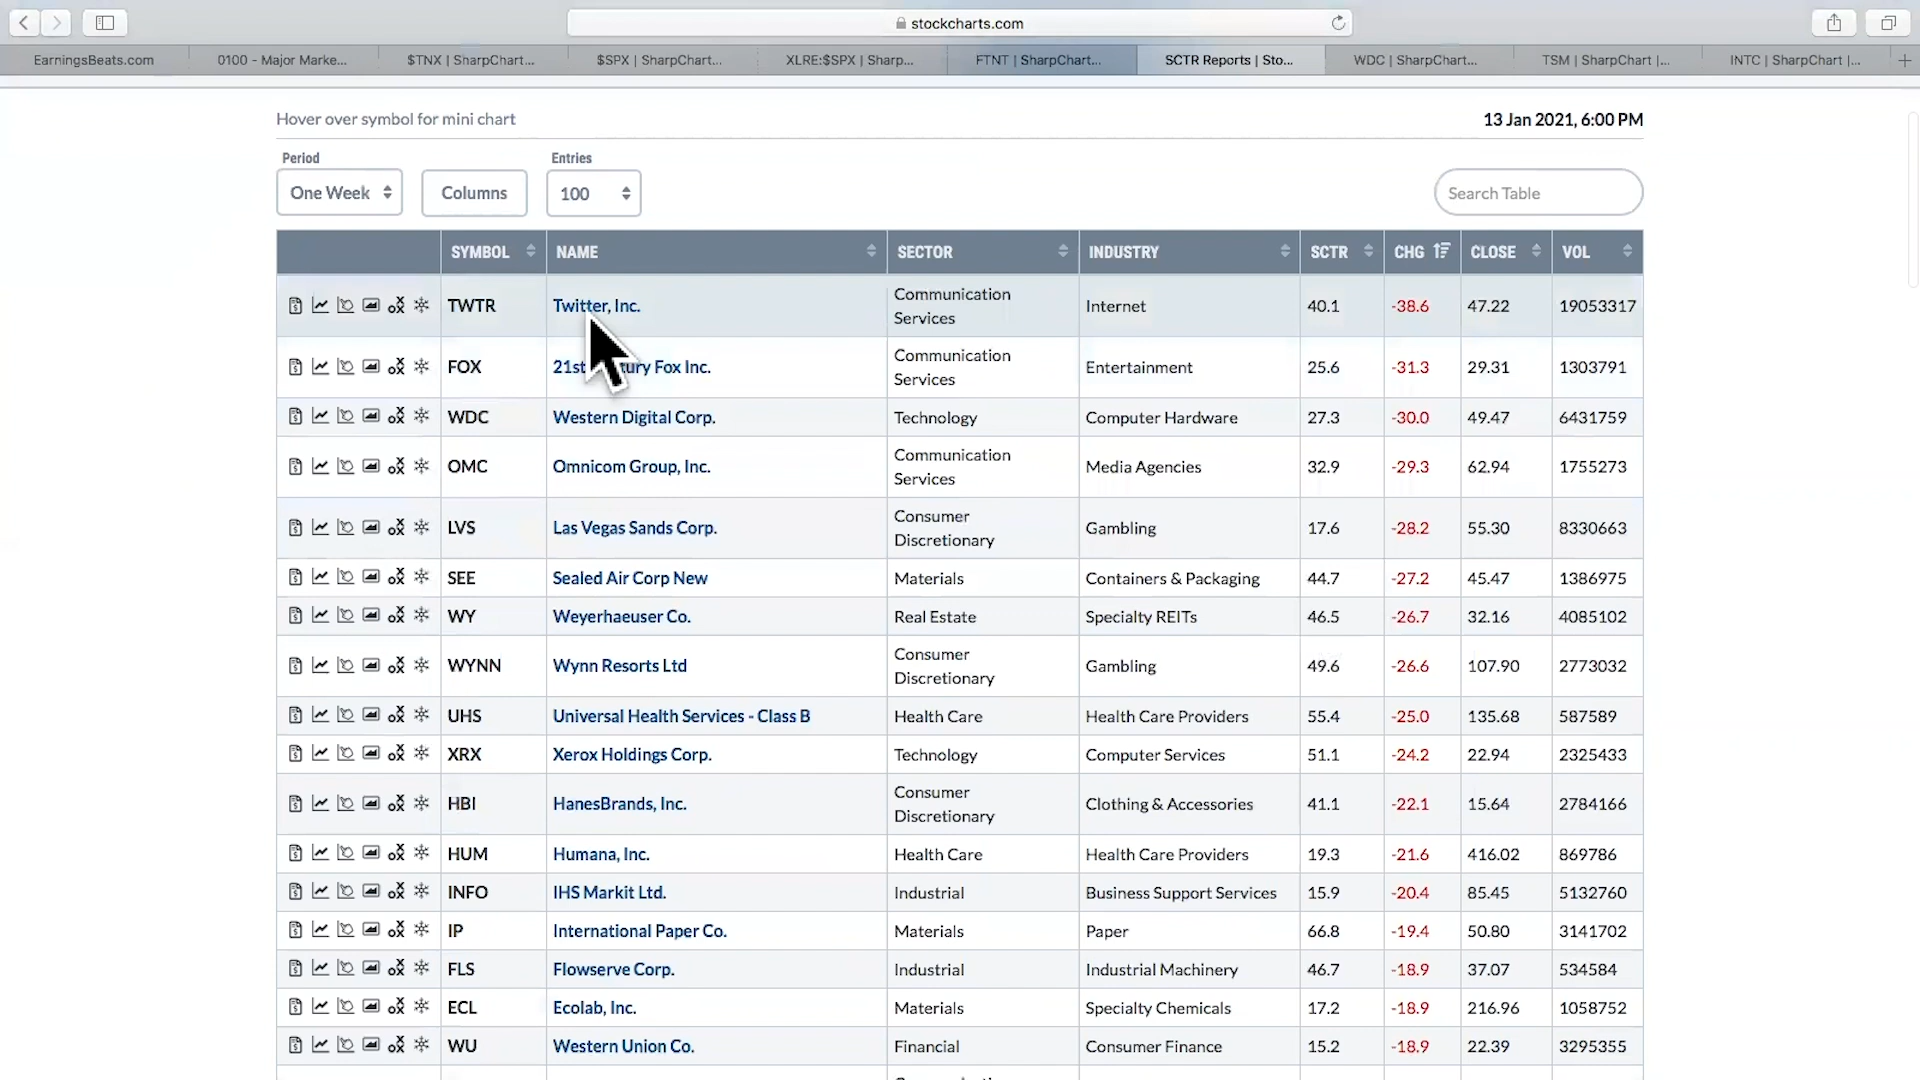 stockcharts.com
EarningsBeats.com 0100 - Major Marke... $TNX | SharpChart... $SPX | SharpChart... XLRE:$SPX | Sharp... FTNT | SharpChart... SCTR Reports | Sto... WDC | SharpChart... TSM | SharpChart |... INTC | SharpChart |...
Hover over symbol for mini chart 13 Jan 2021, 6:00 PM
Period Entries
One Week Columns 100 Search Table
SYMBOL NAME SECTOR INDUSTRY SCTR CHG CLOSE VOL
TWTR Twitter, Inc. Communication Services Internet 40.1 -38.6 47.22 19053317
FOX 21st ury Fox Inc. Communication Services Entertainment 25.6 -31.3 29.31 1303791
WDC Western Digital Corp. Technology Computer Hardware 27.3 -30.0 49.47 6431759
OMC Omnicom Group, Inc. Communication Services Media Agencies 32.9 -29.3 62.94 1755273
LVS Las Vegas Sands Corp. Consumer Discretionary Gambling 17.6 -28.2 55.30 8330663
SEE Sealed Air Corp New Materials Containers & Packaging 44.7 -27.2 45.47 1386975
WY Weyerhaeuser Co. Real Estate Specialty REITs 46.5 -26.7 32.16 4085102
WYNN Wynn Resorts Ltd Consumer Discretionary Gambling 49.6 -26.6 107.90 2773032
UHS Universal Health Services - Class B Health Care Health Care Providers 55.4 -25.0 135.68 587589
XRX Xerox Holdings Corp. Technology Computer Services 51.1 -24.2 22.94 2325433
HBI HanesBrands, Inc. Consumer Discretionary Clothing & Accessories 41.1 -22.1 15.64 2784166
HUM Humana, Inc. Health Care Health Care Providers 19.3 -21.6 416.02 869786
INFO IHS Markit Ltd. Industrial Business Support Services 15.9 -20.4 85.45 5132760
IP International Paper Co. Materials Paper 66.8 -19.4 50.80 3141702
FLS Flowserve Corp. Industrial Industrial Machinery 46.7 -18.9 37.07 534584
ECL Ecolab, Inc. Materials Specialty Chemicals 17.2 -18.9 216.96 1058752
WU Western Union Co. Financial Consumer Finance 15.2 -18.9 22.39 3295355